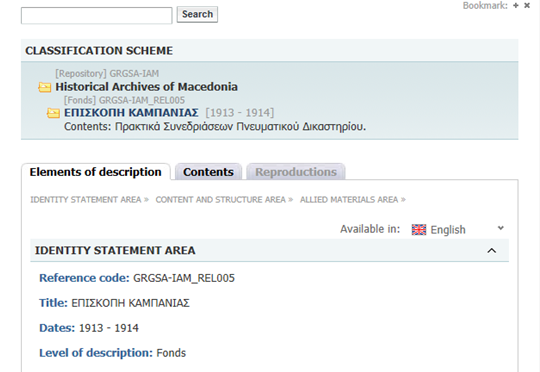 Bookmark: + ×
Search
CLASSIFICATION SCHEME
[Repository] GRGSA-IAM
Historical Archives of Macedonia
[Fonds] GRGSA-IAM_REL005
ΕΠΙΣΚΟΠΗ ΚΑΜΠΑΝΙΑΣ [1913 - 1914]
Contents: Πρακτικά Συνεδριάσεων Πνευματικού Δικαστηρίου.
Elements of description Contents Reproductions
IDENTITY STATEMENT AREA » CONTENT AND STRUCTURE AREA » ALLIED MATERIALS AREA »
Available in: English
IDENTITY STATEMENT AREA
Reference code: GRGSA-IAM_REL005
Title: ΕΠΙΣΚΟΠΗ ΚΑΜΠΑΝΙΑΣ
Dates: 1913 - 1914
Level of description: Fonds